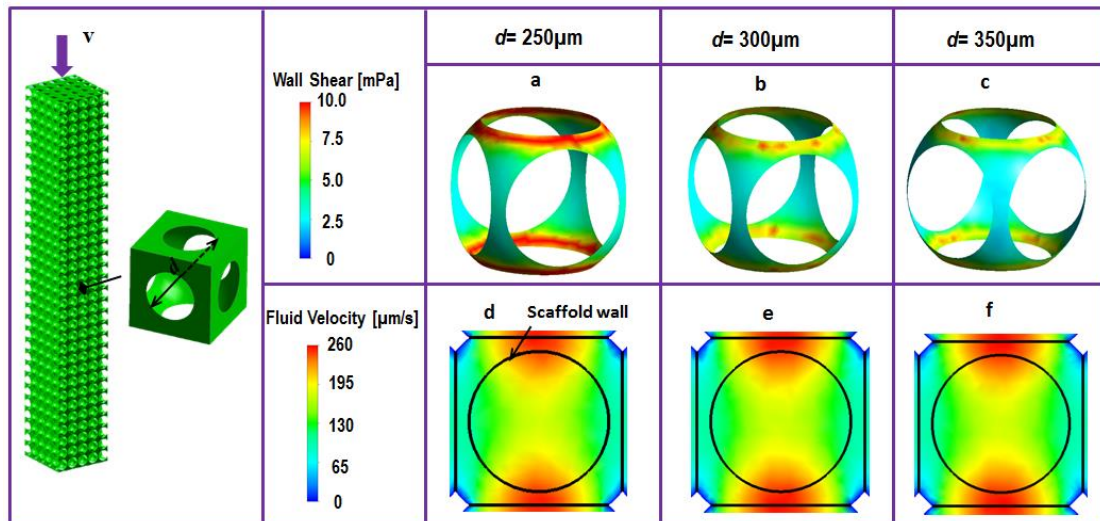 v
d
Wall Shear [mPa]
10.0
7.5
5.0
2.5
0
Fluid Velocity [µm/s]
260
195
130
65
0
d= 250µm
d= 300µm
d= 350µm
a
b
c
d
Scaffold wall
e
f